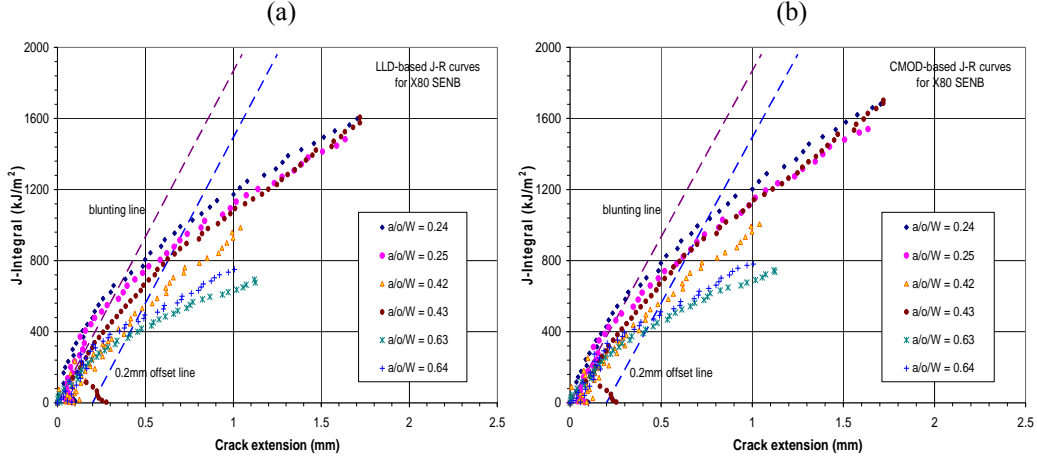 (a)
(b)
2000
1600
1200
800
400
0
J-Integral (kJ/m²)
LLD-based J-R curves
for X80 SENB
blunting line
0.2mm offset line
a/o/W = 0.24
a/o/W = 0.25
a/o/W = 0.42
a/o/W = 0.43
a/o/W = 0.63
a/o/W = 0.64
0 0.5 1 1.5 2 2.5
Crack extension (mm)
2000
1600
1200
800
400
0
J-Integral (kJ/m²)
CMOD-based J-R curves
for X80 SENB
blunting line
0.2mm offset line
a/o/W = 0.24
a/o/W = 0.25
a/o/W = 0.42
a/o/W = 0.43
a/o/W = 0.63
a/o/W = 0.64
0 0.5 1 1.5 2 2.5
Crack extension (mm)